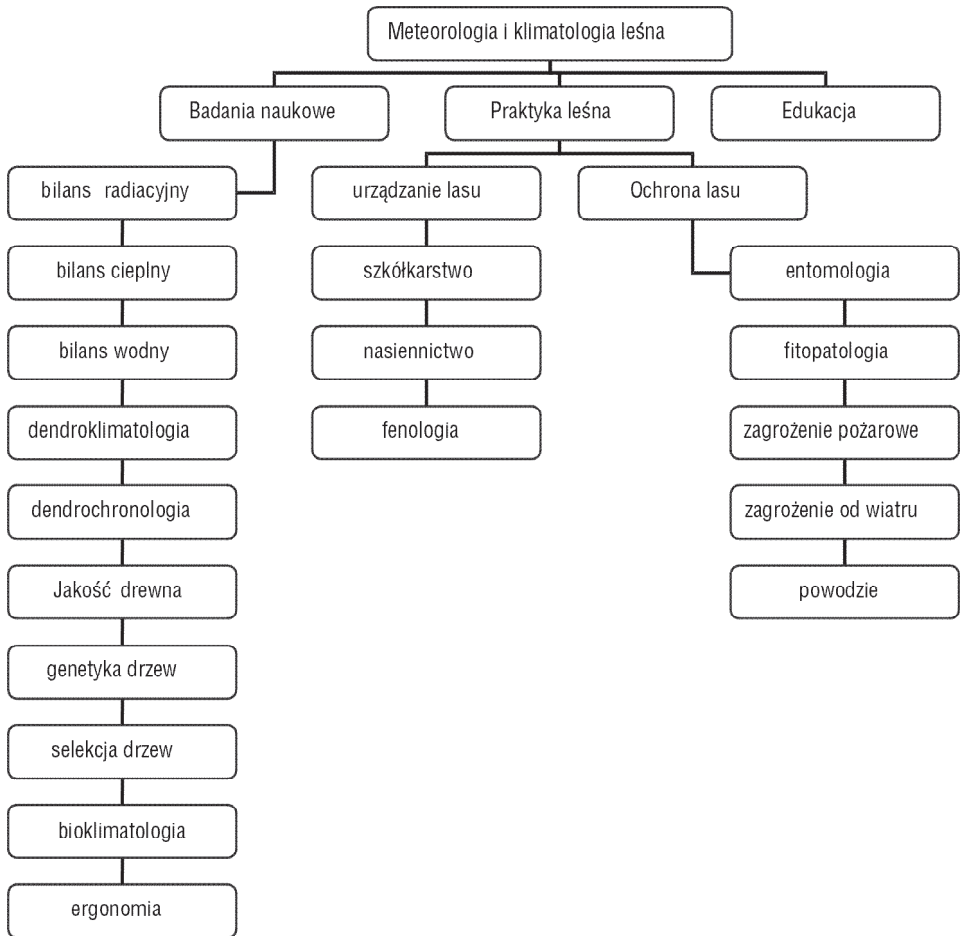 Meteorologia i klimatologia leśna
Badania naukowe
Praktyka leśna
Edukacja
bilans radiacyjny
bilans cieplny
bilans wodny
dendroklimatologia
dendrochronologia
Jakość drewna
genetyka drzew
selekcja drzew
bioklimatologia
ergonomia
urządzanie lasu
szkółkarstwo
nasiennictwo
fenologia
Ochrona lasu
entomologia
fitopatologia
zagrożenie pożarowe
zagrożenie od wiatru
powodzie